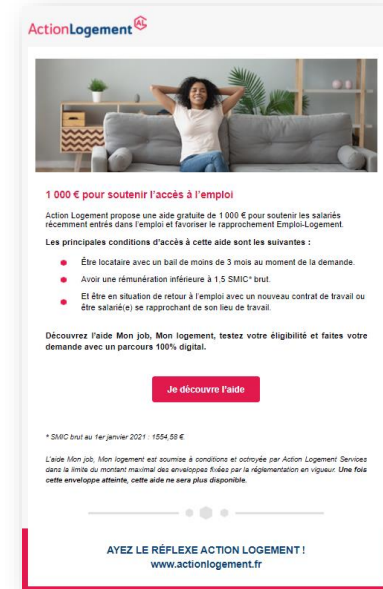 ActionLogement AL
1 000 € pour soutenir l'accès à l'emploi
Action Logement propose une aide gratuite de 1 000 € pour soutenir les salariés
récemment entrés dans l'emploi et favoriser le rapprochement Emploi-Logement.
Les principales conditions d'accès à cette aide sont les suivantes :
Être locataire avec un bail de moins de 3 mois au moment de la demande.
Avoir une rémunération inférieure à 1,5 SMIC* brut.
Et être en situation de retour à l'emploi avec un nouveau contrat de travail ou
être salarié(e) se rapprochant de son lieu de travail.
Découvrez l'aide Mon job, Mon logement, testez votre éligibilité et faites votre
demande avec un parcours 100% digital.
Je découvre l'aide
* SMIC brut au 1er janvier 2021 : 1554,58 €.
L'aide Mon job, Mon logement est soumise à conditions et octroyée par Action Logement Services
dans la limite du montant maximal des enveloppes fixées par la réglementation en vigueur. Une fois
cette enveloppe atteinte, cette aide ne sera plus disponible.
AYEZ LE RÉFLEXE ACTION LOGEMENT !
www.actionlogement.fr